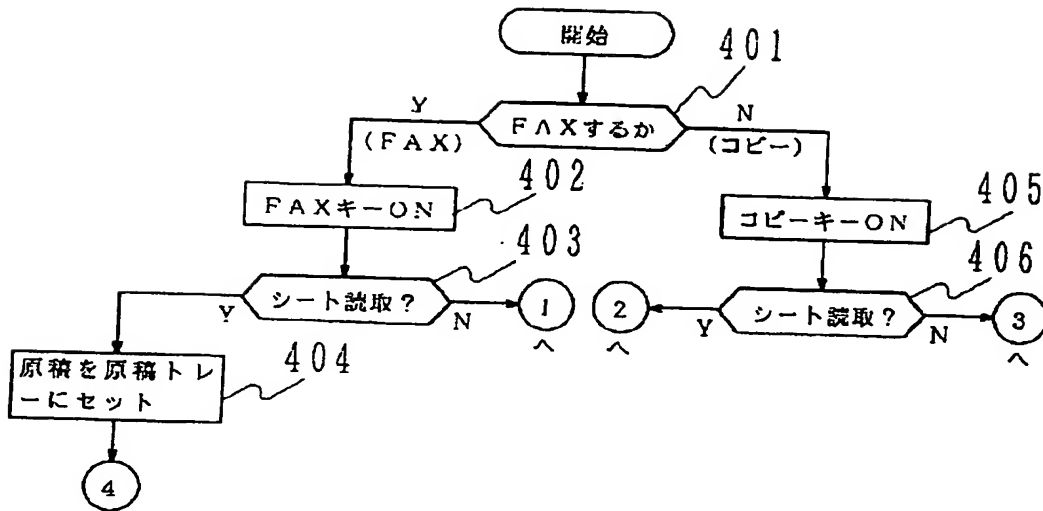 開始
401
Y
FAXするか
N
(FAX)
(コピー)
402
FAXキーON
405
コピーキーON
403
406
シート読取?
Y
N
1
へ
2
へ
シート読取?
Y
N
3
へ
404
原稿を原稿トレ
ーにセット
4